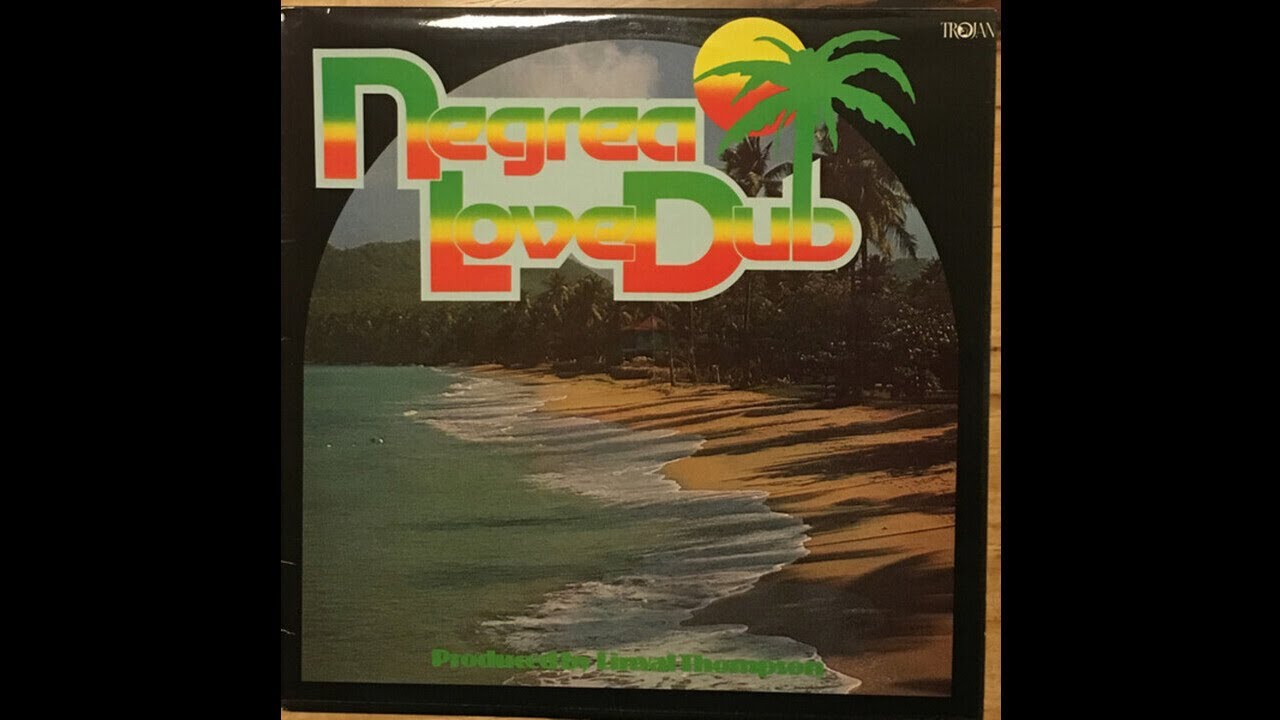 TROJAN
Negrea
Love Dub
Produced by Linval Thompson